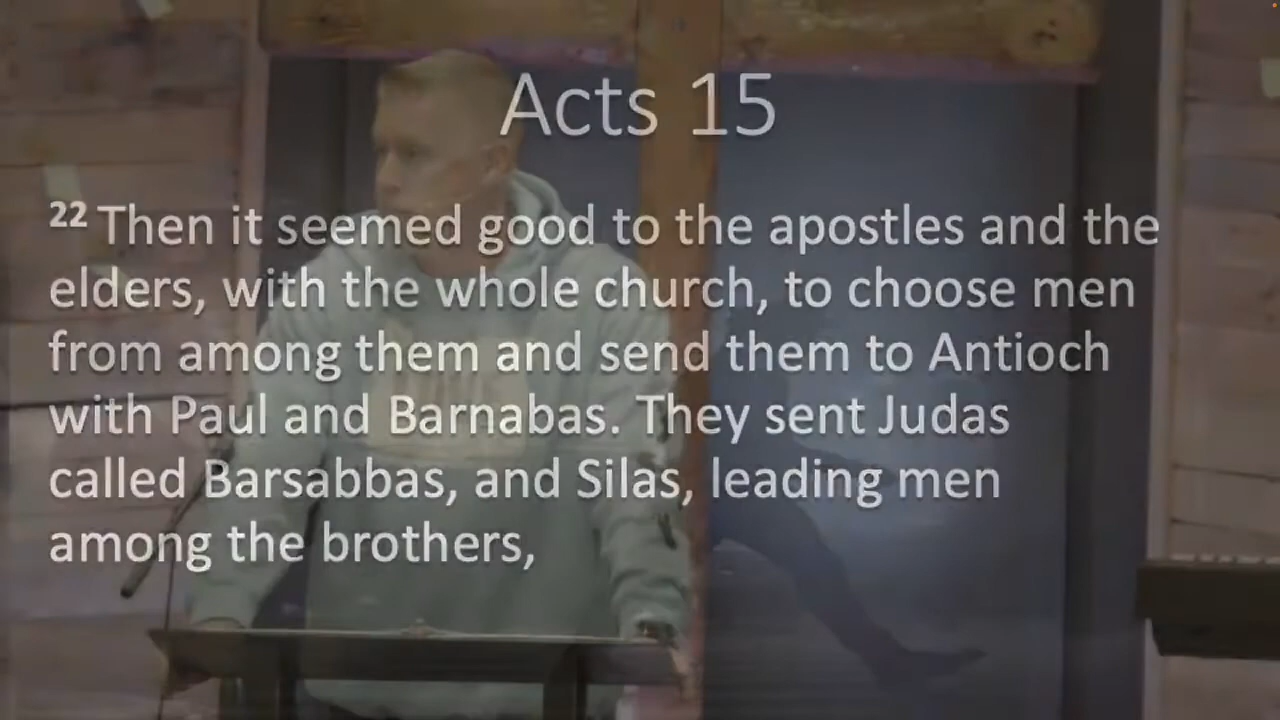 Acts 15
22 Then it seemed good to the apostles and the
elders, with the whole church, to choose men
from among them and send them to Antioch
with Paul and Barnabas. They sent Judas
called Barsabbas, and Silas, leading men
among the brothers,